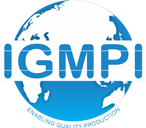 IGMPI
ENABLING QUALITY PRODUCTION